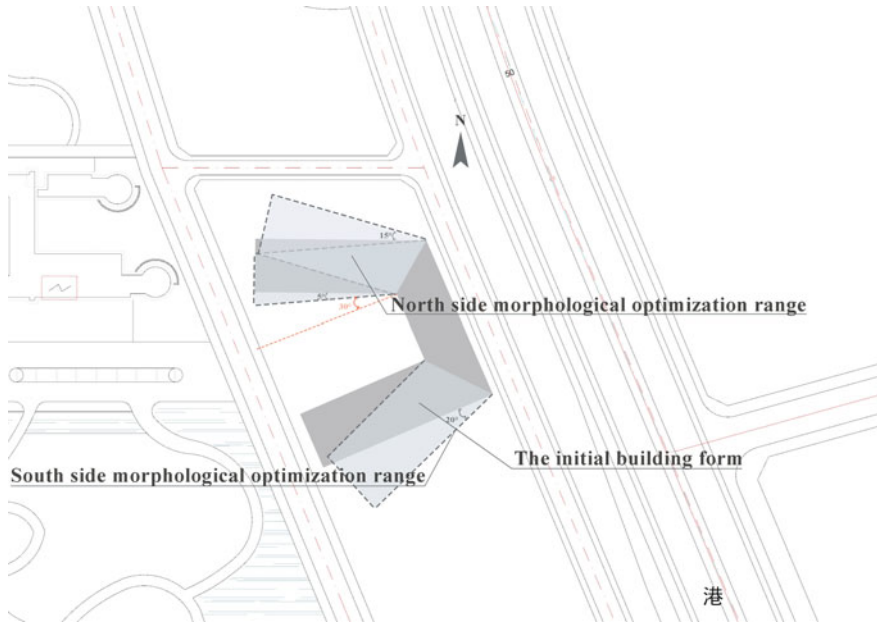 50
N
15°
5°
30°
North side morphological optimization range
20°
The initial building form
South side morphological optimization range
港